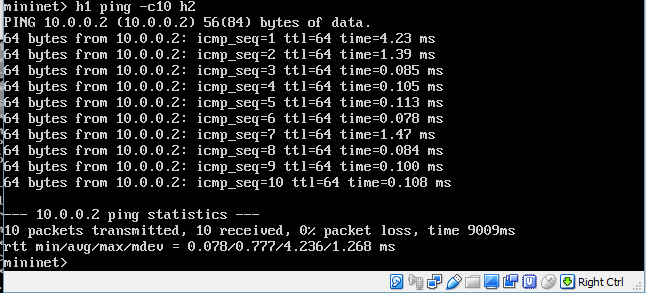 mininet> h1 ping -c10 h2
PING 10.0.0.2 (10.0.0.2) 56(84) bytes of data.
64 bytes from 10.0.0.2: icmp_seq=1 ttl=64 time=4.23 ms
64 bytes from 10.0.0.2: icmp_seq=2 ttl=64 time=1.39 ms
64 bytes from 10.0.0.2: icmp_seq=3 ttl=64 time=0.085 ms
64 bytes from 10.0.0.2: icmp_seq=4 ttl=64 time=0.105 ms
64 bytes from 10.0.0.2: icmp_seq=5 ttl=64 time=0.113 ms
64 bytes from 10.0.0.2: icmp_seq=6 ttl=64 time=0.078 ms
64 bytes from 10.0.0.2: icmp_seq=7 ttl=64 time=1.47 ms
64 bytes from 10.0.0.2: icmp_seq=8 ttl=64 time=0.084 ms
64 bytes from 10.0.0.2: icmp_seq=9 ttl=64 time=0.100 ms
64 bytes from 10.0.0.2: icmp_seq=10 ttl=64 time=0.108 ms
--- 10.0.0.2 ping statistics ---
10 packets transmitted, 10 received, 0% packet loss, time 9009ms
rtt min/avg/max/mdev = 0.078/0.777/4.236/1.268 ms
mininet>
Right Ctrl